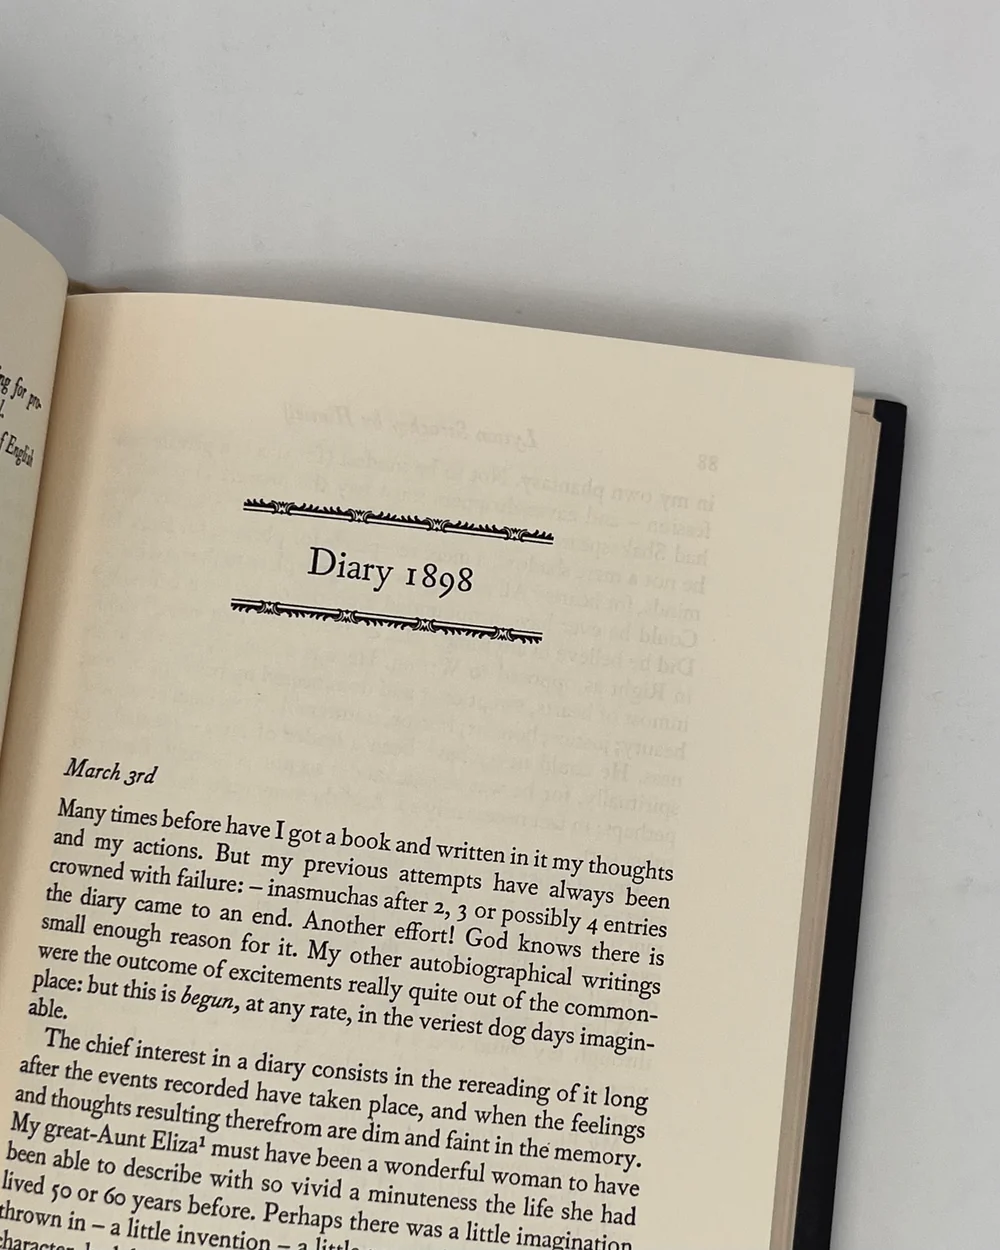 ng for pro-
f English
Diary 1898
March 3rd
Many times before have I got a book and written in it my thoughts
and my actions. But my previous attempts have always been
crowned with failure: – inasmuchas after 2, 3 or possibly 4 entries
the diary came to an end. Another effort! God knows there is
small enough reason for it. My other autobiographical writings
were the outcome of excitements really quite out of the common-
place: but this is begun, at any rate, in the veriest dog days imagin-
able.
The chief interest in a diary consists in the rereading of it long
after the events recorded have taken place, and when the feelings
and thoughts resulting therefrom are dim and faint in the memory.
My great-Aunt Eliza¹ must have been a wonderful woman to have
been able to describe with so vivid a minuteness the life she had
lived 50 or 60 years before. Perhaps there was a little imagination
thrown in – a little invention – a little